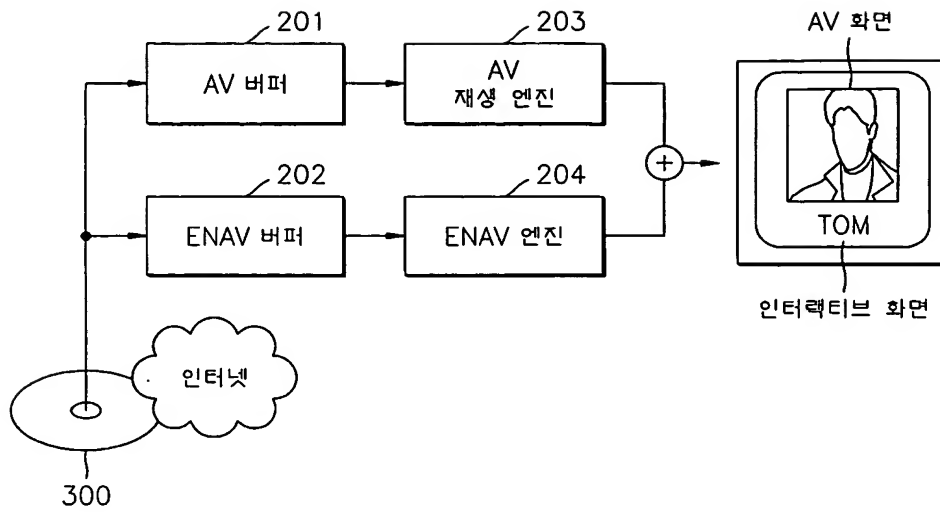 201
203
AV 화면
AV 버퍼
AV
재생 엔진
202
204
ENAV 버퍼
ENAV 엔진
+
TOM
인터랙티브 화면
인터넷
300